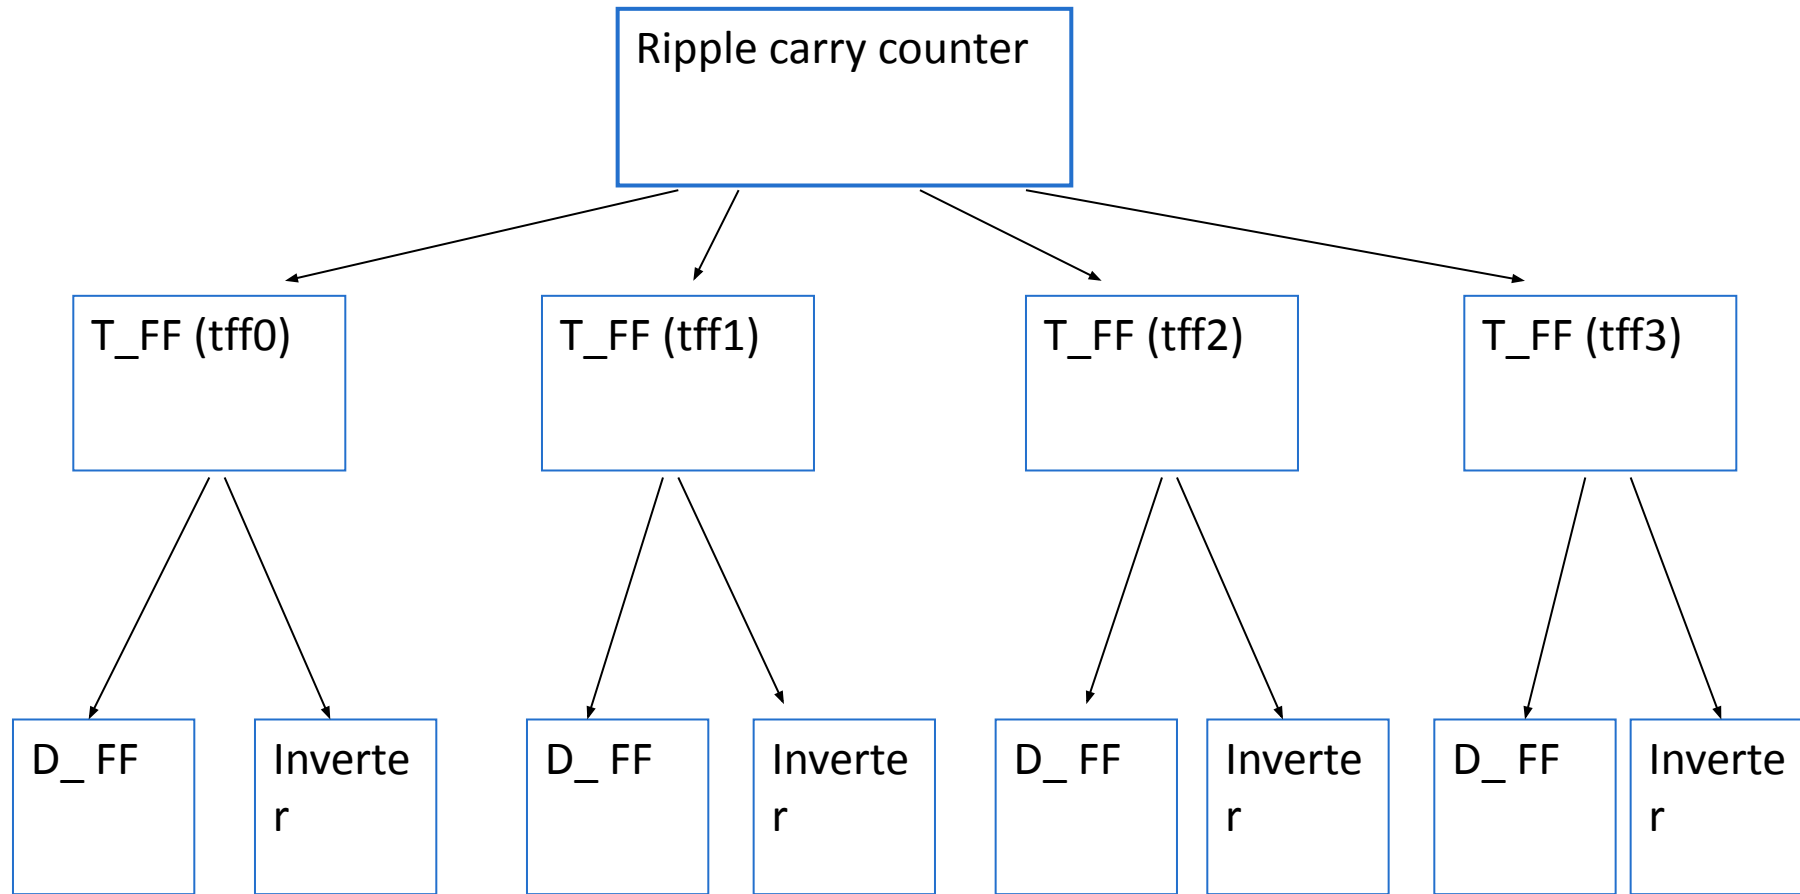 Ripple carry counter
T_FF (tff0)
T_FF (tff1)
T_FF (tff2)
T_FF (tff3)
D_ FF
Inverte
r
D_ FF
Inverte
r
D_ FF
Inverte
r
D_ FF
Inverte
r